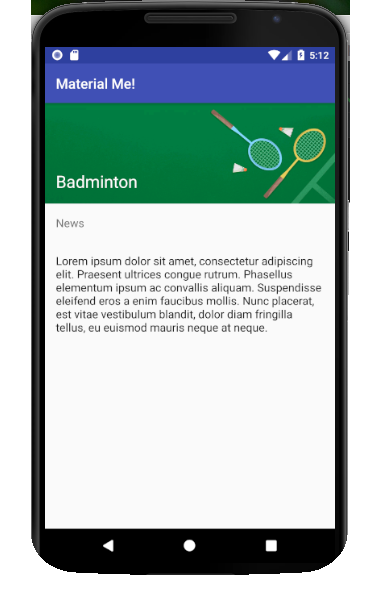 5:12
Material Me!
Badminton
News
Lorem ipsum dolor sit amet, consectetur adipiscing
elit. Praesent ultrices congue rutrum. Phasellus
elementum ipsum ac convallis aliquam. Suspendisse
eleifend eros a enim faucibus mollis. Nunc placerat,
est vitae vestibulum blandit, dolor diam fringilla
tellus, eu euismod mauris neque at neque.